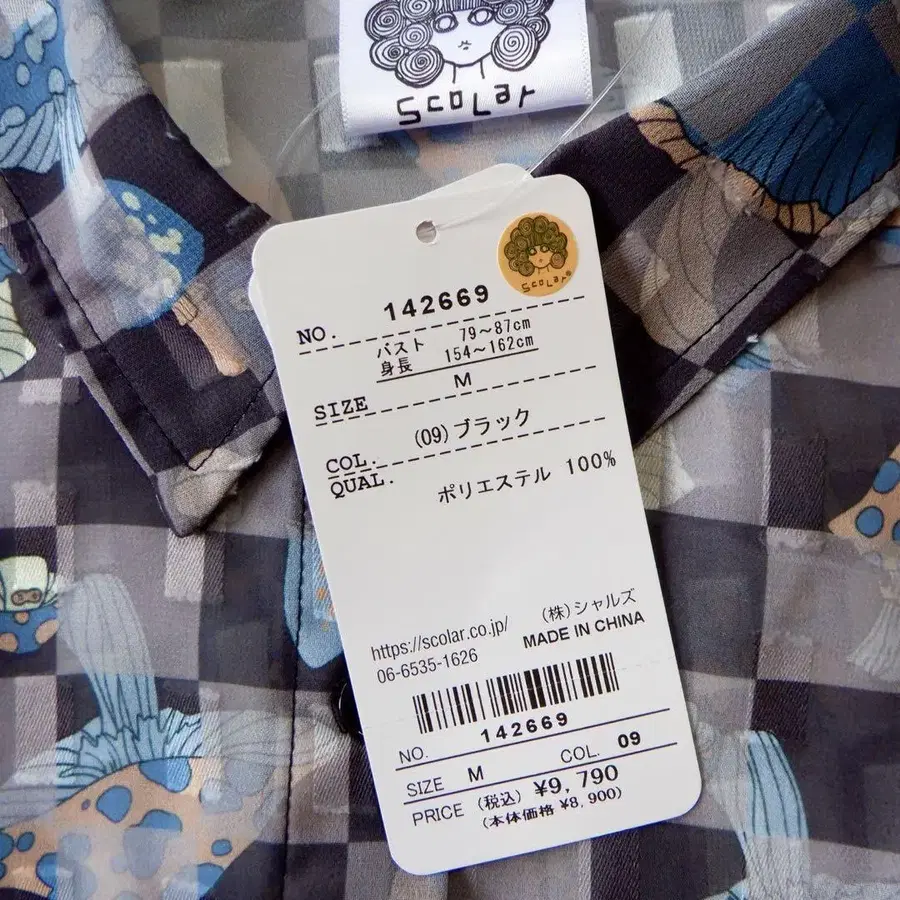 scolar
scolar
NO. 142669
バスト 79～87cm
身長 154～162cm
SIZE M
COL. (09)ブラック
QUAL. ポリエステル 100%
https://scolar.co.jp/ (株)シャルズ
06-6535-1626 MADE IN CHINA
142669
NO.
SIZE M COL. 09
PRICE (税込) ¥9,790
(本体価格 ¥8,900)